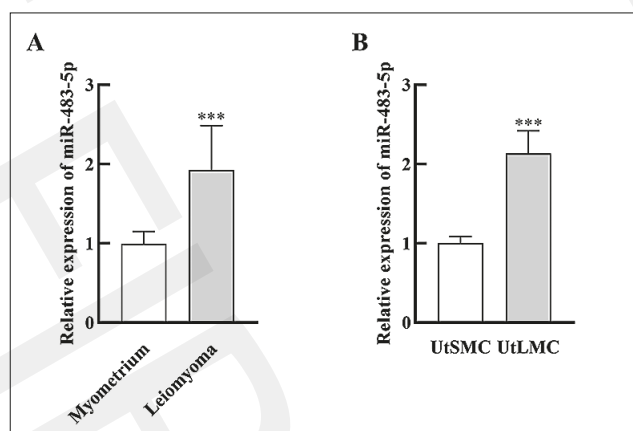 A
Relative expression of miR-483-5p
3
2
1
0
***
Myometrium
Leiomyoma
B
Relative expression of miR-483-5p
3
2
1
0
***
UtSMC UtLMC